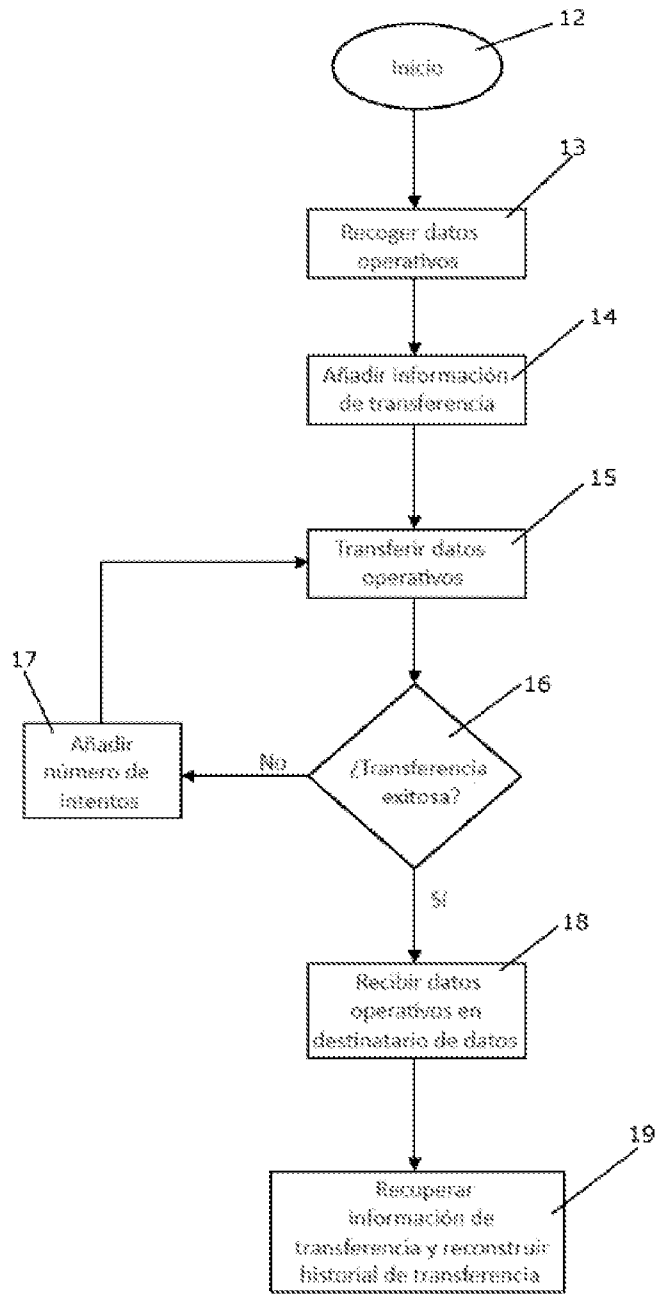 12
Inicio
13
Recoger datos
operativos
14
Añadir información
de transferencia
15
Transferir datos
operativos
16
¿Transferencia
exitosa?
17
Añadir
número de
intentos
No
Sí
18
Recibir datos
operativos en
destinatario de datos
19
Recuperar
información de
transferencia y reconstruir
historial de transferencia